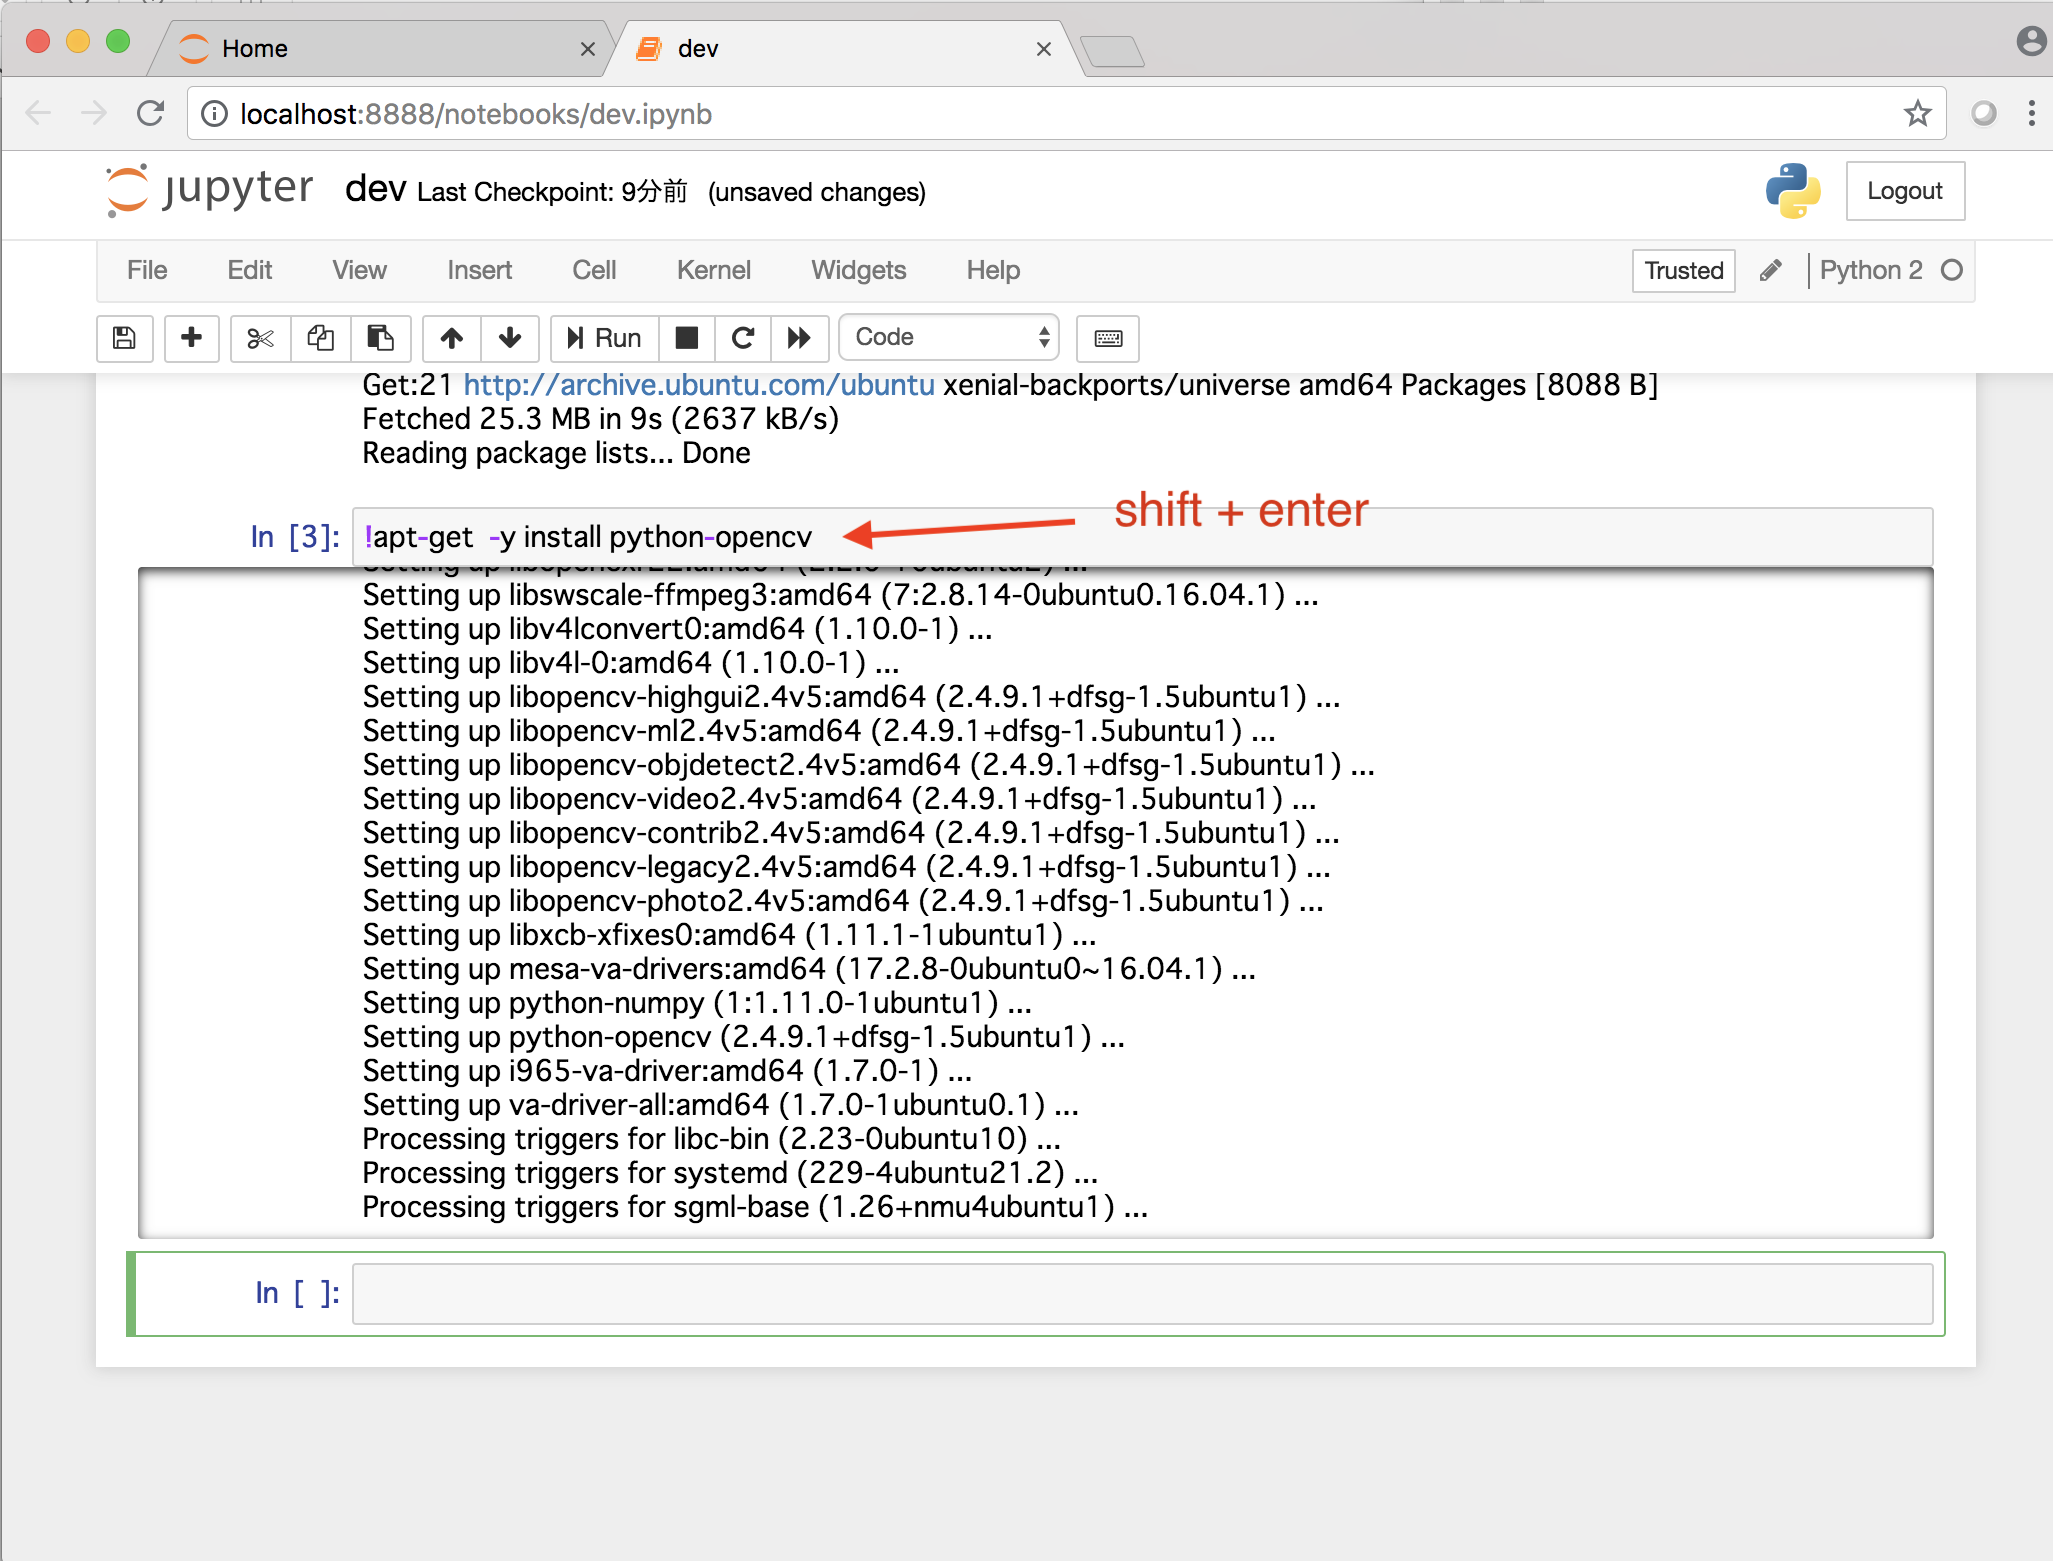 Home
dev
localhost:8888/notebooks/dev.ipynb
jupyter dev Last Checkpoint: 9分前 (unsaved changes)
Logout
File Edit View Insert Cell Kernel Widgets Help
Trusted
Python 2
Run
Code
Get:21 http://archive.ubuntu.com/ubuntu xenial-backports/universe amd64 Packages [8088 B]
Fetched 25.3 MB in 9s (2637 kB/s)
Reading package lists... Done
shift + enter
In [3]: !apt-get  -y install python-opencv
Setting up libswscale-ffmpeg3:amd64 (7:2.8.14-0ubuntu0.16.04.1) ...
Setting up libv4lconvert0:amd64 (1.10.0-1) ...
Setting up libv4l-0:amd64 (1.10.0-1) ...
Setting up libopencv-highgui2.4v5:amd64 (2.4.9.1+dfsg-1.5ubuntu1) ...
Setting up libopencv-ml2.4v5:amd64 (2.4.9.1+dfsg-1.5ubuntu1) ...
Setting up libopencv-objdetect2.4v5:amd64 (2.4.9.1+dfsg-1.5ubuntu1) ...
Setting up libopencv-video2.4v5:amd64 (2.4.9.1+dfsg-1.5ubuntu1) ...
Setting up libopencv-contrib2.4v5:amd64 (2.4.9.1+dfsg-1.5ubuntu1) ...
Setting up libopencv-legacy2.4v5:amd64 (2.4.9.1+dfsg-1.5ubuntu1) ...
Setting up libopencv-photo2.4v5:amd64 (2.4.9.1+dfsg-1.5ubuntu1) ...
Setting up libxcb-xfixes0:amd64 (1.11.1-1ubuntu1) ...
Setting up mesa-va-drivers:amd64 (17.2.8-0ubuntu0~16.04.1) ...
Setting up python-numpy (1:1.11.0-1ubuntu1) ...
Setting up python-opencv (2.4.9.1+dfsg-1.5ubuntu1) ...
Setting up i965-va-driver:amd64 (1.7.0-1) ...
Setting up va-driver-all:amd64 (1.7.0-1ubuntu0.1) ...
Processing triggers for libc-bin (2.23-0ubuntu10) ...
Processing triggers for systemd (229-4ubuntu21.2) ...
Processing triggers for sgml-base (1.26+nmu4ubuntu1) ...
In [ ]: